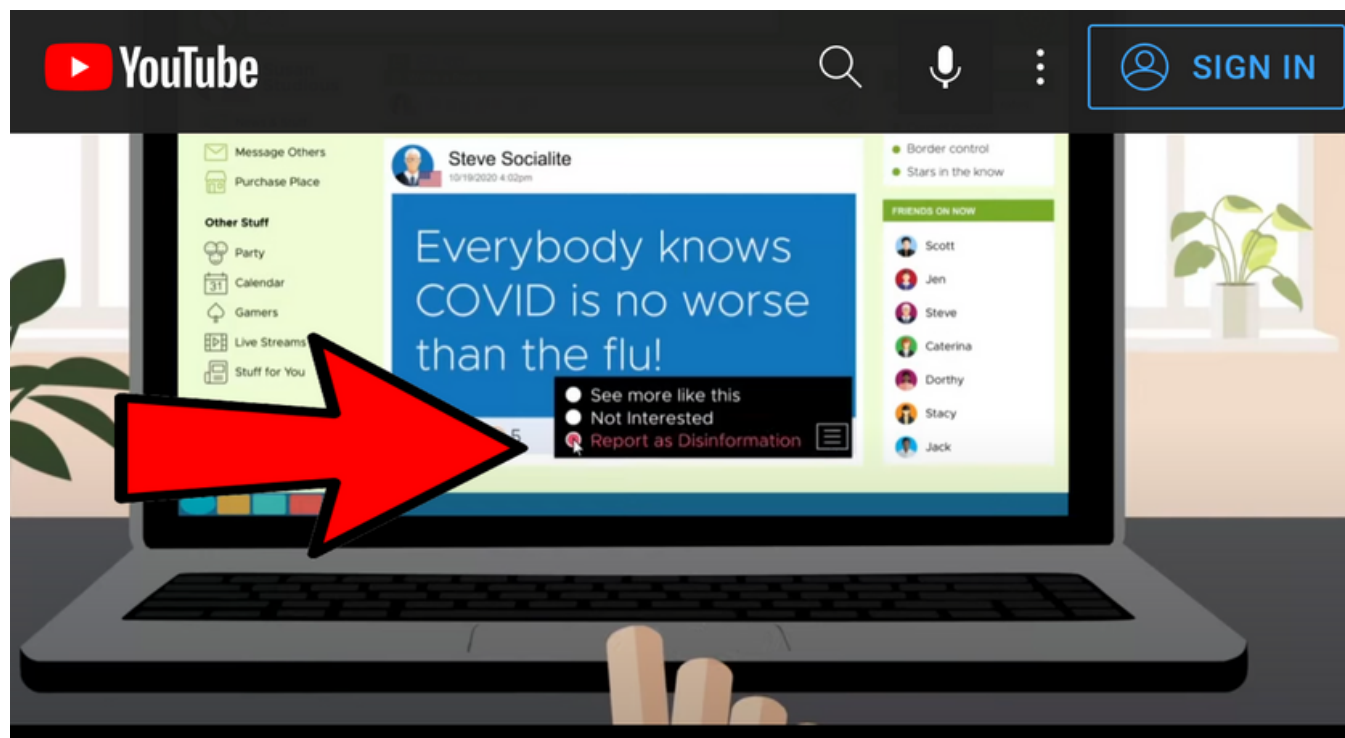 YouTube
SIGN IN
Message Others
Purchase Place
Other Stuff
Party
31
Calendar
Gamers
Live Streams
Stuff for You
Steve Socialite
10/19/2020 4:02pm
Everybody knows
COVID is no worse
than the flu!
5
See more like this
Not Interested
Report as Disinformation
Border control
Stars in the know
FRIENDS ON NOW
Scott
Jen
Steve
Caterina
Dorthy
Stacy
Jack